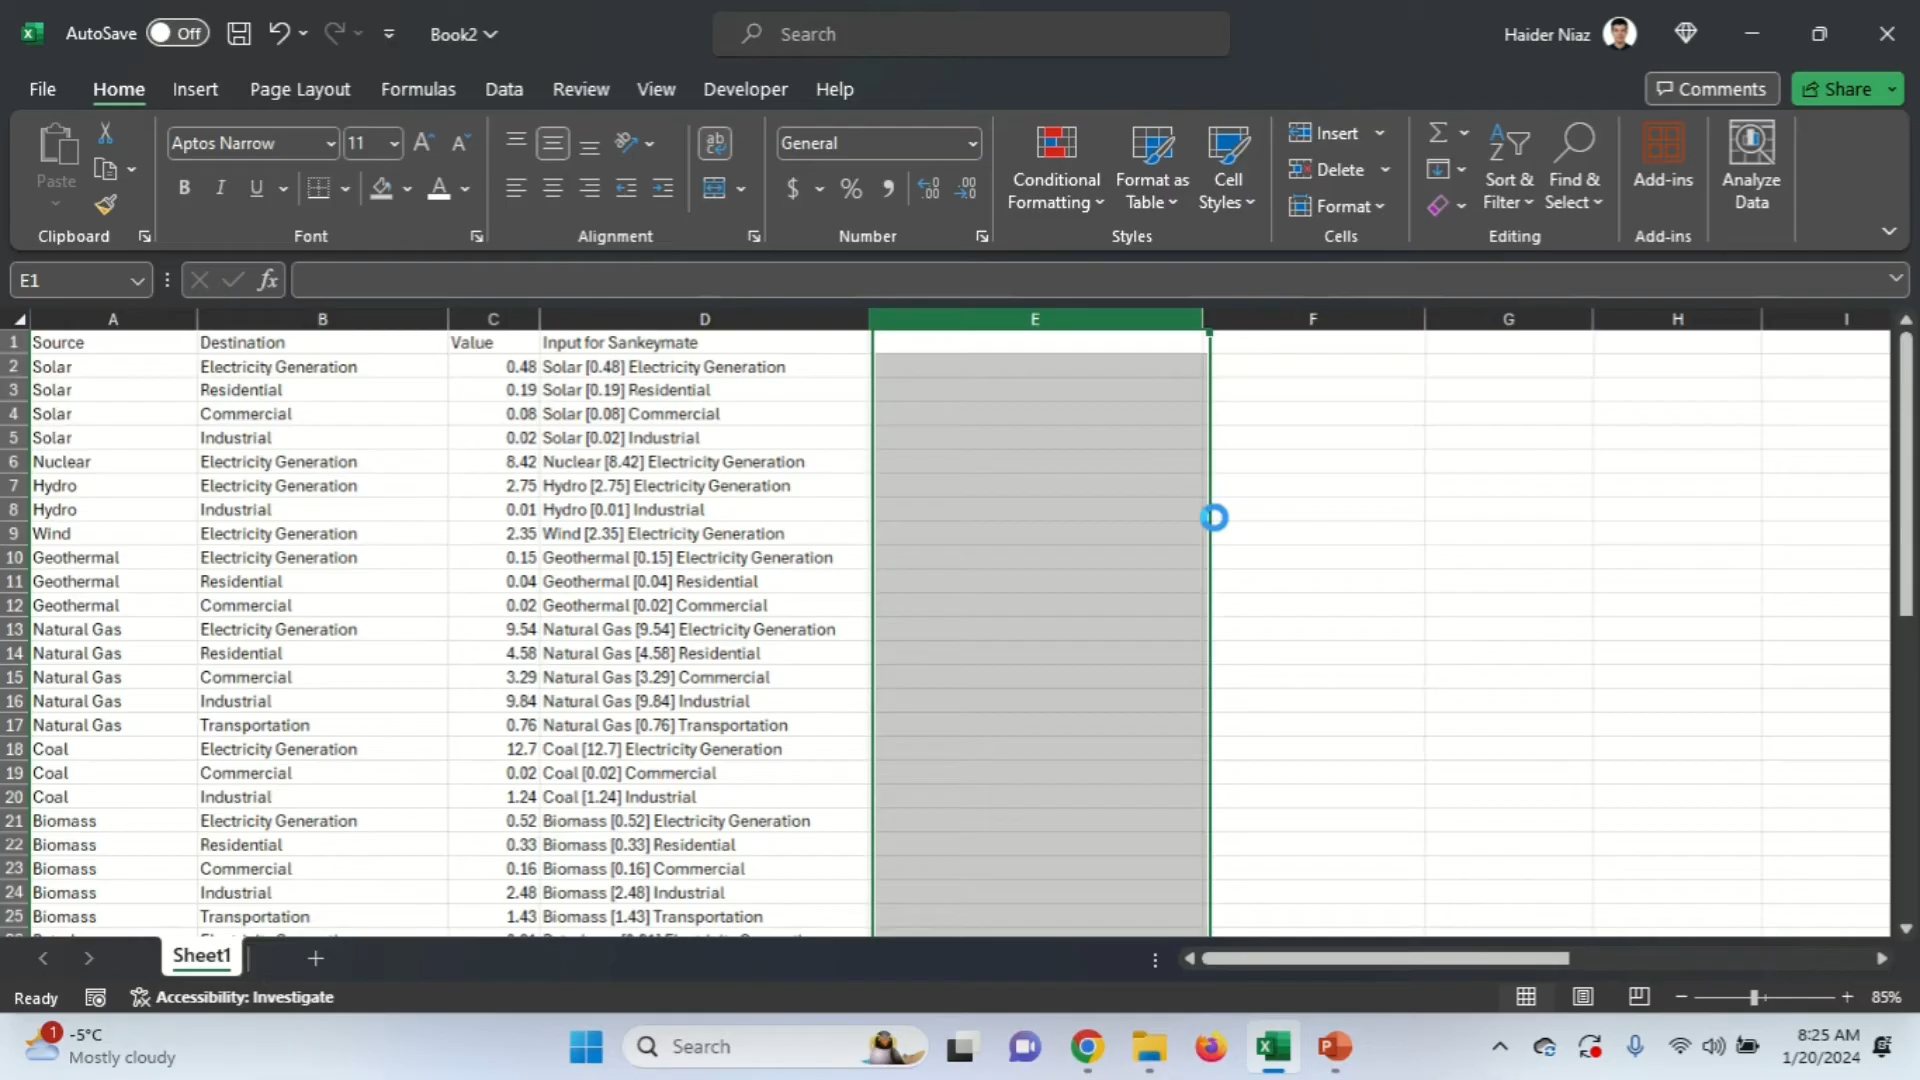 AutoSave Off Book2 Search Haider Niaz
File Home Insert Page Layout Formulas Data Review View Developer Help Comments Share
Paste Aptos Narrow 11 General Conditional Formatting Format as Table Cell Styles Insert Delete Format Sort & Filter Find & Select Add-ins Analyze Data
Clipboard Font Alignment Number Styles Cells Editing Add-ins
E1 fx
A B C D E F G H I
1 Source Destination Value Input for Sankeymate
2 Solar Electricity Generation 0.48 Solar [0.48] Electricity Generation
3 Solar Residential 0.19 Solar [0.19] Residential
4 Solar Commercial 0.08 Solar [0.08] Commercial
5 Solar Industrial 0.02 Solar [0.02] Industrial
6 Nuclear Electricity Generation 8.42 Nuclear [8.42] Electricity Generation
7 Hydro Electricity Generation 2.75 Hydro [2.75] Electricity Generation
8 Hydro Industrial 0.01 Hydro [0.01] Industrial
9 Wind Electricity Generation 2.35 Wind [2.35] Electricity Generation
10 Geothermal Electricity Generation 0.15 Geothermal [0.15] Electricity Generation
11 Geothermal Residential 0.04 Geothermal [0.04] Residential
12 Geothermal Commercial 0.02 Geothermal [0.02] Commercial
13 Natural Gas Electricity Generation 9.54 Natural Gas [9.54] Electricity Generation
14 Natural Gas Residential 4.58 Natural Gas [4.58] Residential
15 Natural Gas Commercial 3.29 Natural Gas [3.29] Commercial
16 Natural Gas Industrial 9.84 Natural Gas [9.84] Industrial
17 Natural Gas Transportation 0.76 Natural Gas [0.76] Transportation
18 Coal Electricity Generation 12.7 Coal [12.7] Electricity Generation
19 Coal Commercial 0.02 Coal [0.02] Commercial
20 Coal Industrial 1.24 Coal [1.24] Industrial
21 Biomass Electricity Generation 0.52 Biomass [0.52] Electricity Generation
22 Biomass Residential 0.33 Biomass [0.33] Residential
23 Biomass Commercial 0.16 Biomass [0.16] Commercial
24 Biomass Industrial 2.48 Biomass [2.48] Industrial
25 Biomass Transportation 1.43 Biomass [1.43] Transportation
Sheet1
Ready Accessibility: Investigate 85%
1 -5°C Search 8:25 AM
Mostly cloudy 1/20/2024